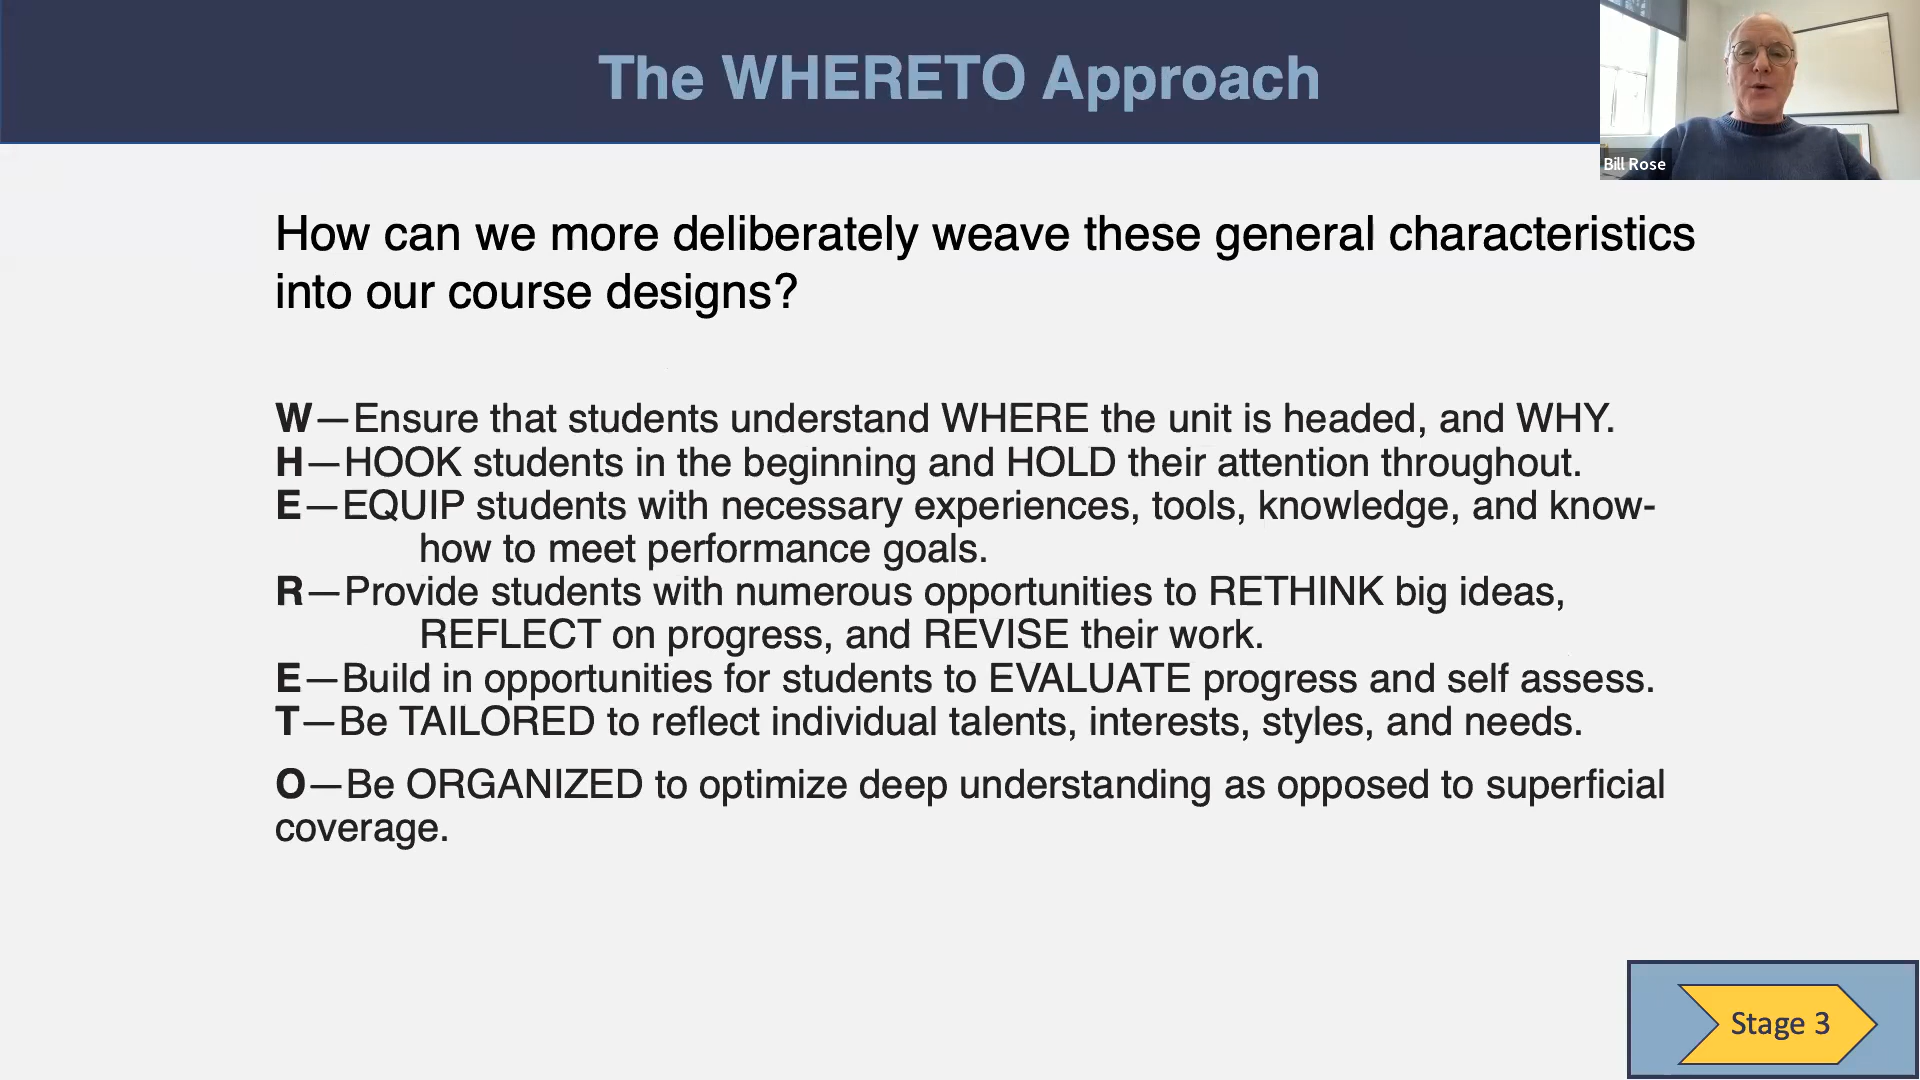 The WHERETO Approach
Bill Rose
How can we more deliberately weave these general characteristics
into our course designs?
W—Ensure that students understand WHERE the unit is headed, and WHY.
H—HOOK students in the beginning and HOLD their attention throughout.
E—EQUIP students with necessary experiences, tools, knowledge, and know-
how to meet performance goals.
R—Provide students with numerous opportunities to RETHINK big ideas,
REFLECT on progress, and REVISE their work.
E—Build in opportunities for students to EVALUATE progress and self assess.
T—Be TAILORED to reflect individual talents, interests, styles, and needs.
O—Be ORGANIZED to optimize deep understanding as opposed to superficial
coverage.
Stage 3